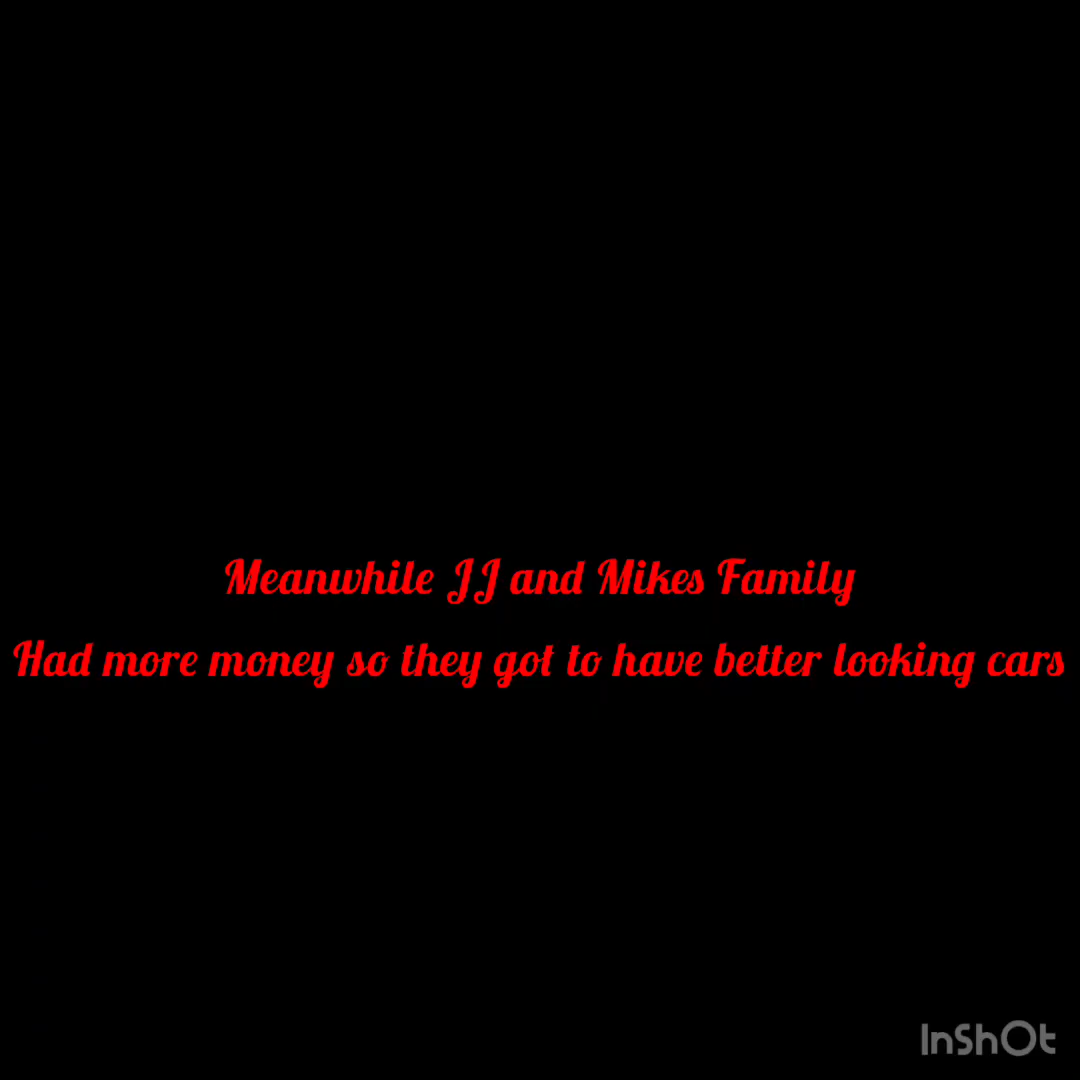 Meanwhile JJ and Mikes Family
Had more money so they got to have better looking cars
InShOt